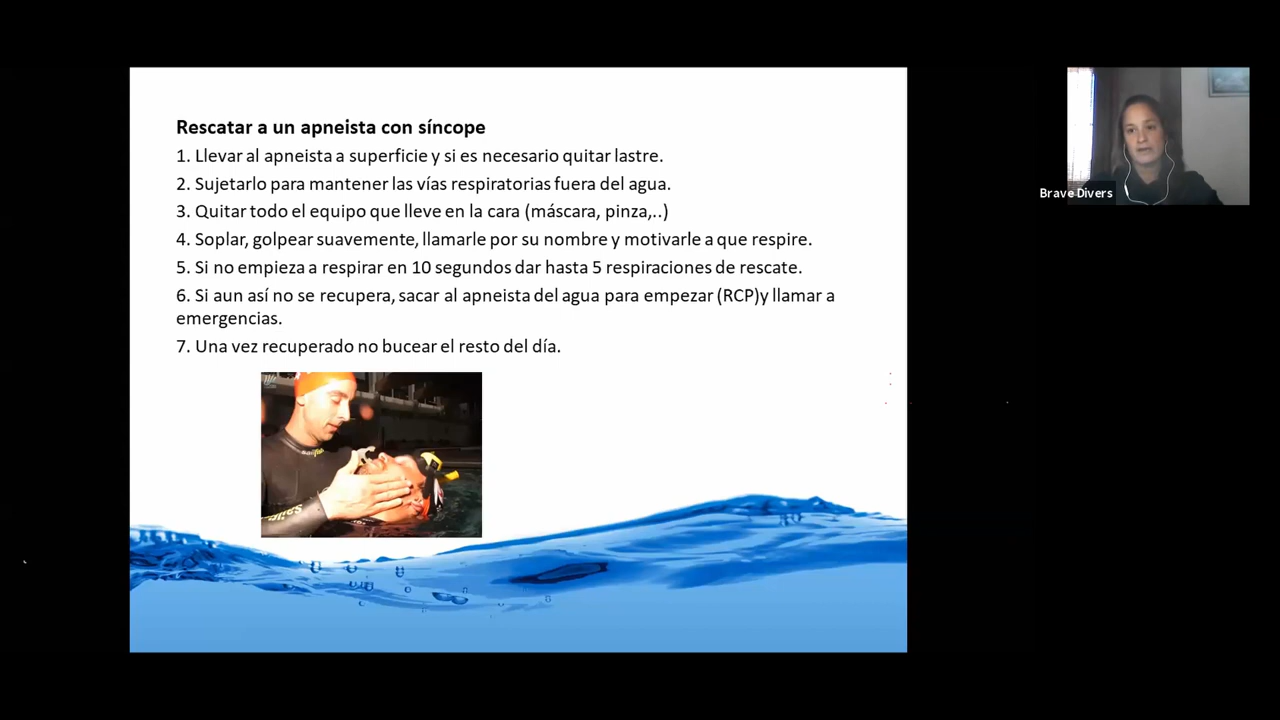 Rescatar a un apneista con síncope
1. Llevar al apneista a superficie y si es necesario quitar lastre.
2. Sujetarlo para mantener las vías respiratorias fuera del agua.
3. Quitar todo el equipo que lleve en la cara (máscara, pinza,..)
4. Soplar, golpear suavemente, llamarle por su nombre y motivarle a que respire.
5. Si no empieza a respirar en 10 segundos dar hasta 5 respiraciones de rescate.
6. Si aun así no se recupera, sacar al apneista del agua para empezar (RCP)y llamar a
emergencias.
7. Una vez recuperado no bucear el resto del día.
Brave Divers